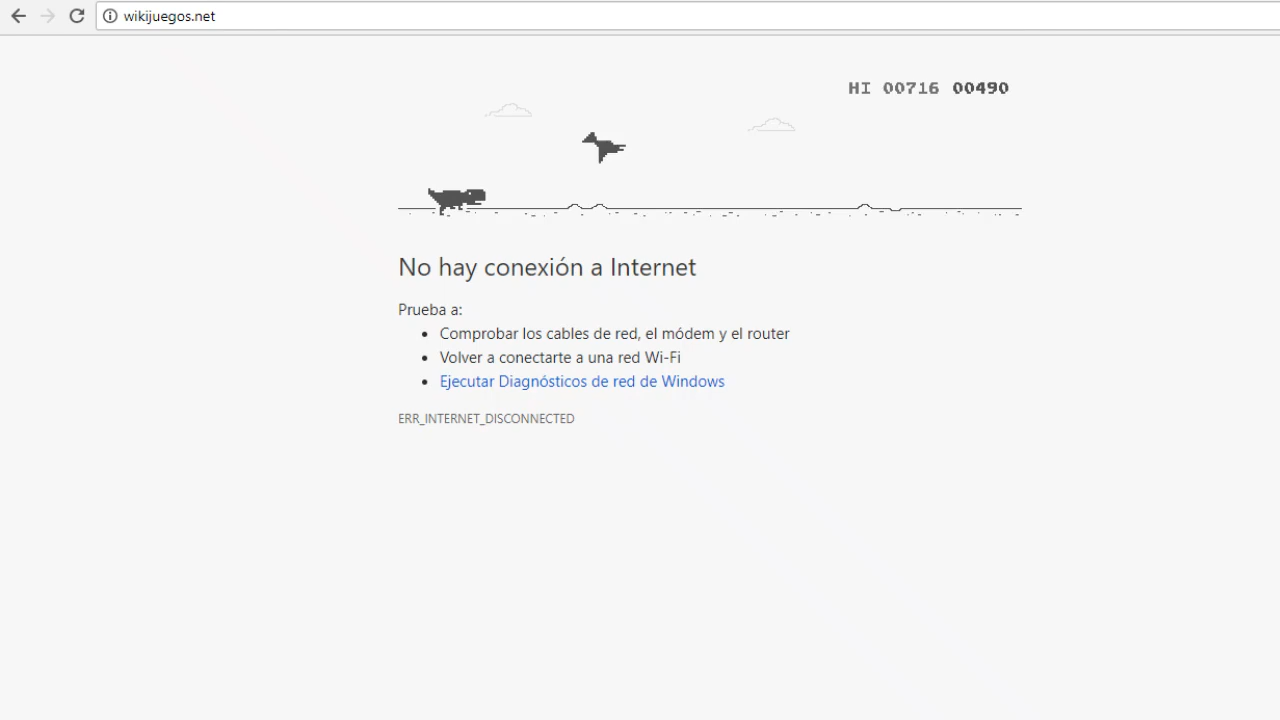 wikijuegos.net
HI 00716 00490
No hay conexión a Internet
Prueba a:
Comprobar los cables de red, el módem y el router
Volver a conectarte a una red Wi-Fi
Ejecutar Diagnósticos de red de Windows
ERR_INTERNET_DISCONNECTED